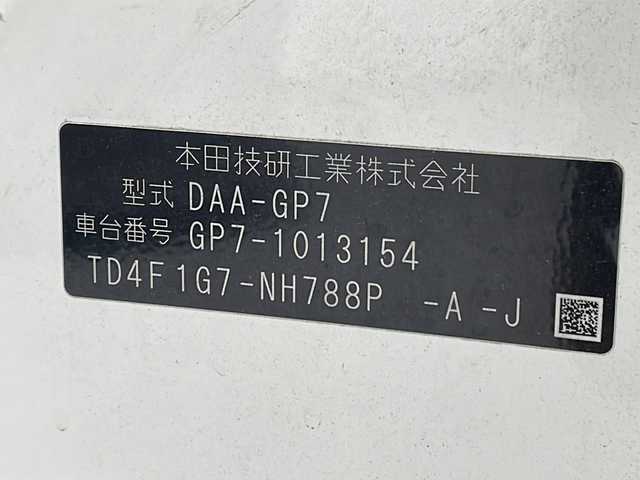 本田技研工業株式会社
型式 DAA-GP7
車台番号 GP7-1013154
TD4F1G7-NH788P -A -J